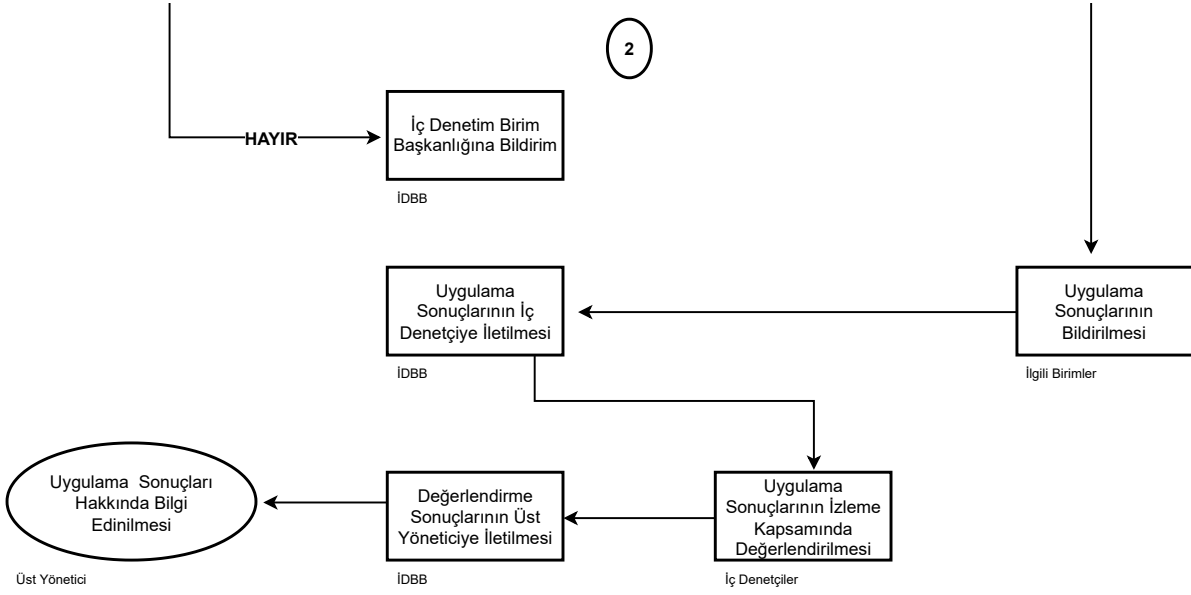 2
HAYIR
İç Denetim Birim
Başkanlığına Bildirim
İDBB
Uygulama
Sonuçlarının İç
Denetçiye İletilmesi
İDBB
Uygulama
Sonuçlarının
Bildirilmesi
İlgili Birimler
Uygulama Sonuçları
Hakkında Bilgi
Edinilmesi
Üst Yönetici
Değerlendirme
Sonuçlarının Üst
Yöneticiye İletilmesi
İDBB
Uygulama
Sonuçlarının İzleme
Kapsamında
Değerlendirilmesi
İç Denetçiler